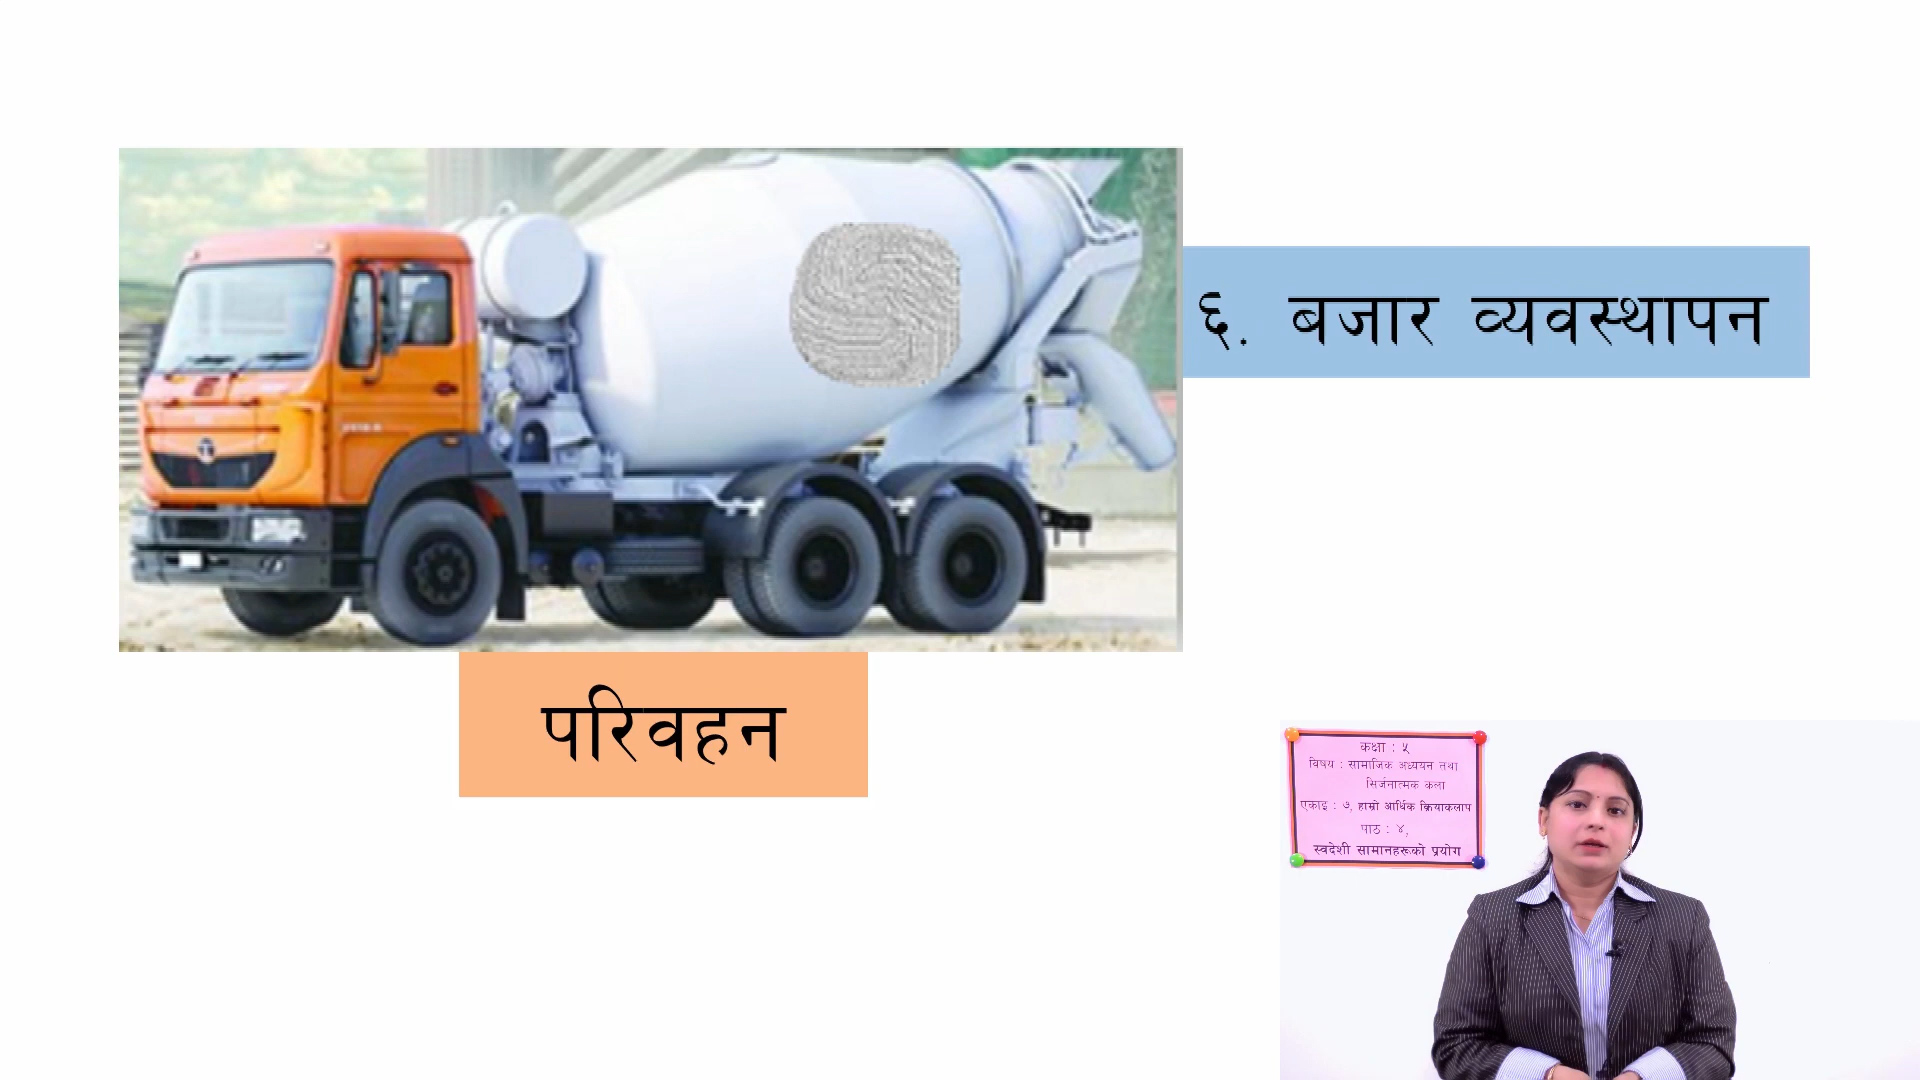 ६. बजार व्यवस्थापन
परिवहन
कक्षा : ५
विषय : सामाजिक अध्ययन तथा
सिर्जनात्मक कला
एकाइ : ७, हाम्रो आर्थिक क्रियाकलाप
पाठ : ४,
स्वदेशी सामानहरूको प्रयोग